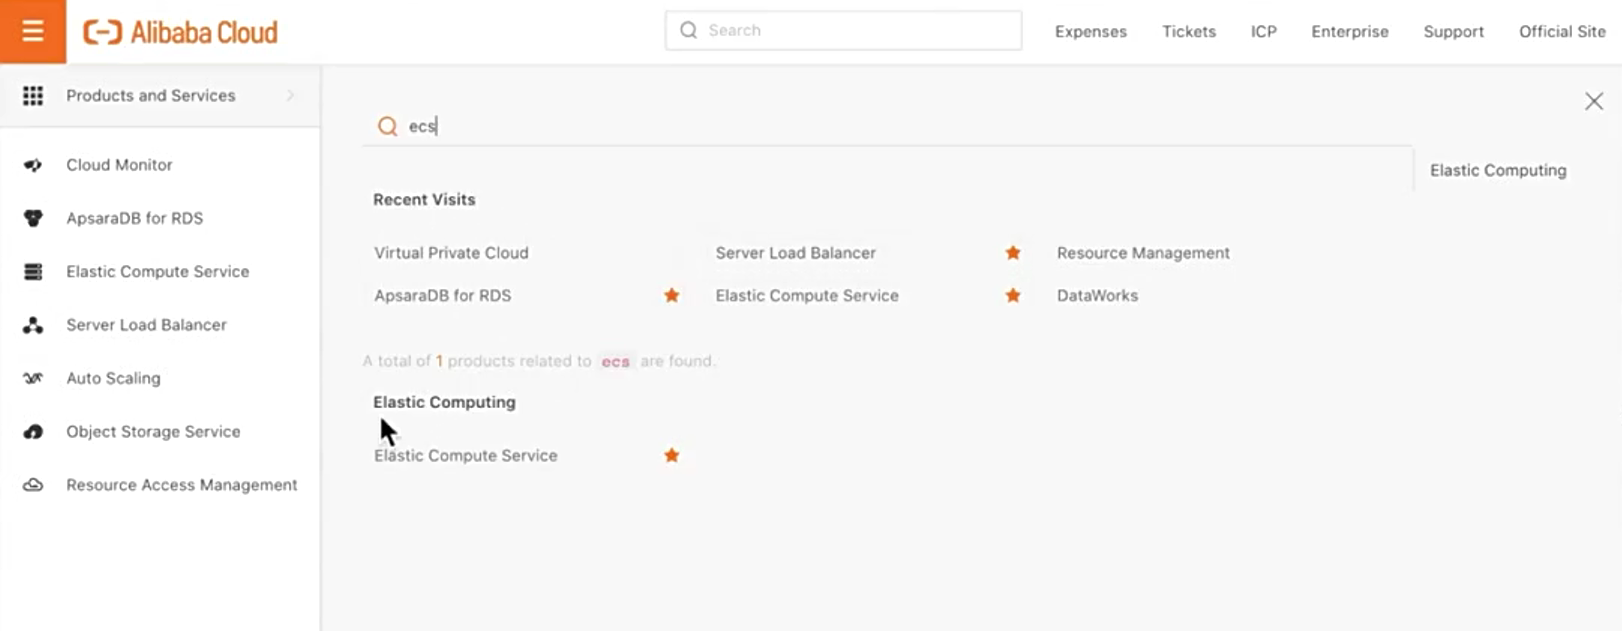 Alibaba Cloud
Search
Expenses Tickets ICP Enterprise Support Official Site
Products and Services
Cloud Monitor
ApsaraDB for RDS
Elastic Compute Service
Server Load Balancer
Auto Scaling
Object Storage Service
Resource Access Management
ecs
Elastic Computing
Recent Visits
Virtual Private Cloud Server Load Balancer Resource Management
ApsaraDB for RDS Elastic Compute Service DataWorks
A total of 1 products related to ecs are found.
Elastic Computing
Elastic Compute Service